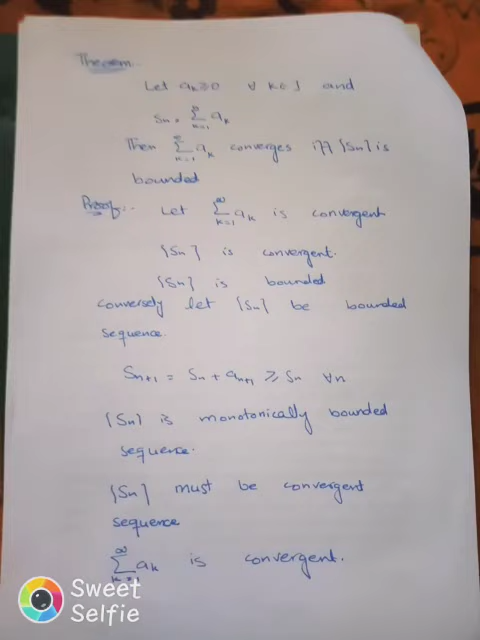 Theorem:-
Let aₖ ≥ 0 ∀ k ∈ J and
Sₙ = ⁿΣₖ₌₁ aₖ
Then ∞Σₖ₌₁ aₖ converges iff {Sₙ} is
bounded
Proof:- Let ∞Σₖ₌₁ aₖ is convergent
{Sₙ} is convergent.
{Sₙ} is bounded
conversely let {Sₙ} be bounded
sequence.
Sₙ₊₁ = Sₙ + aₙ₊₁ ≥ Sₙ ∀n
{Sₙ} is monotonically bounded
sequence.
{Sₙ} must be convergent
sequence
∞Σₖ₌₁ aₖ is convergent.
Sweet
Selfie